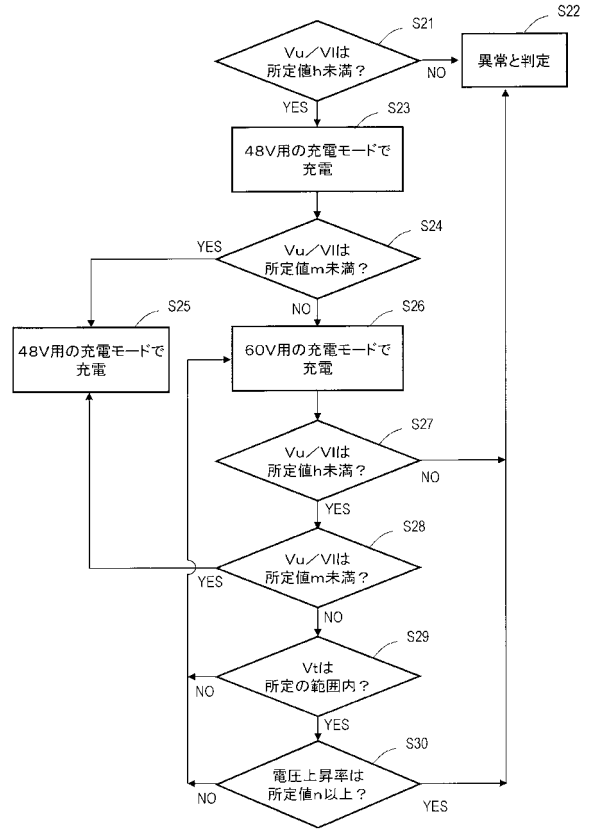 S21
Vu／Vlは
所定値h未満？
NO
S22
異常と判定
YES
S23
48V用の充電モードで
充電
S24
Vu／Vlは
所定値m未満？
YES
NO
S25
48V用の充電モードで
充電
S26
60V用の充電モードで
充電
S27
Vu／Vlは
所定値h未満？
NO
YES
S28
Vu／Vlは
所定値m未満？
YES
NO
S29
Vtは
所定の範囲内？
NO
YES
S30
電圧上昇率は
所定値n以上？
NO
YES